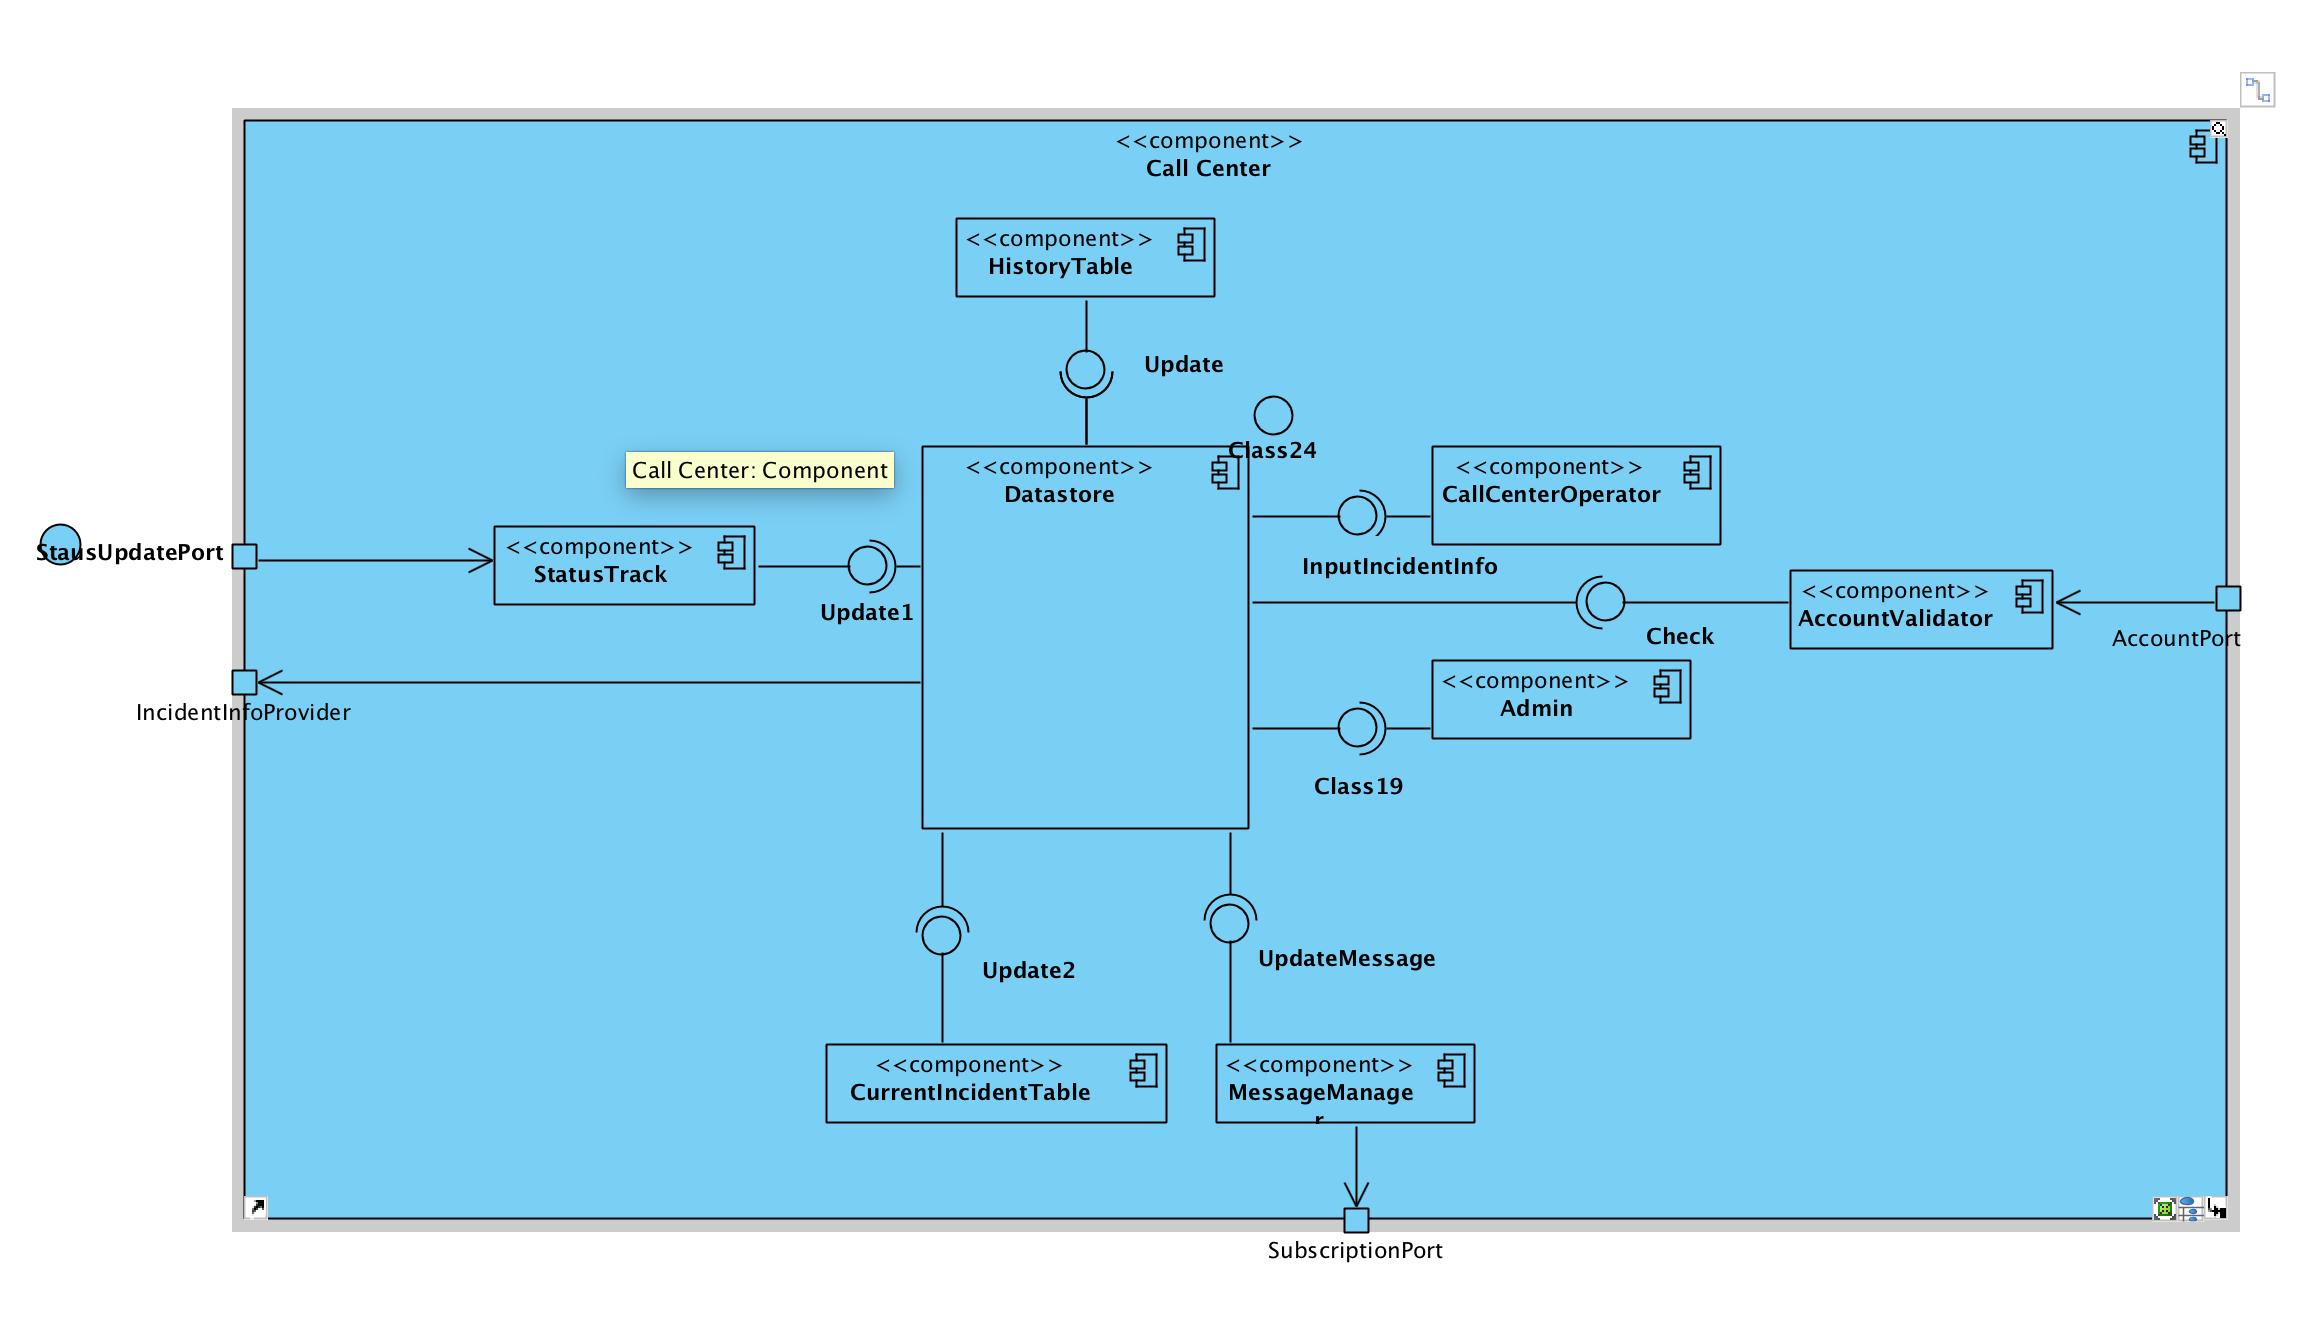 <<component>>
Call Center
<<component>>
HistoryTable
Update
Class24
Call Center: Component
<<component>>
Datastore
<<component>>
CallCenterOperator
StausUpdatePort
<<component>>
StatusTrack
InputIncidentInfo
Update1
<<component>>
AccountValidator
Check
AccountPort
IncidentInfoProvider
<<component>>
Admin
Class19
Update2
UpdateMessage
<<component>>
CurrentIncidentTable
<<component>>
MessageManage
r
SubscriptionPort